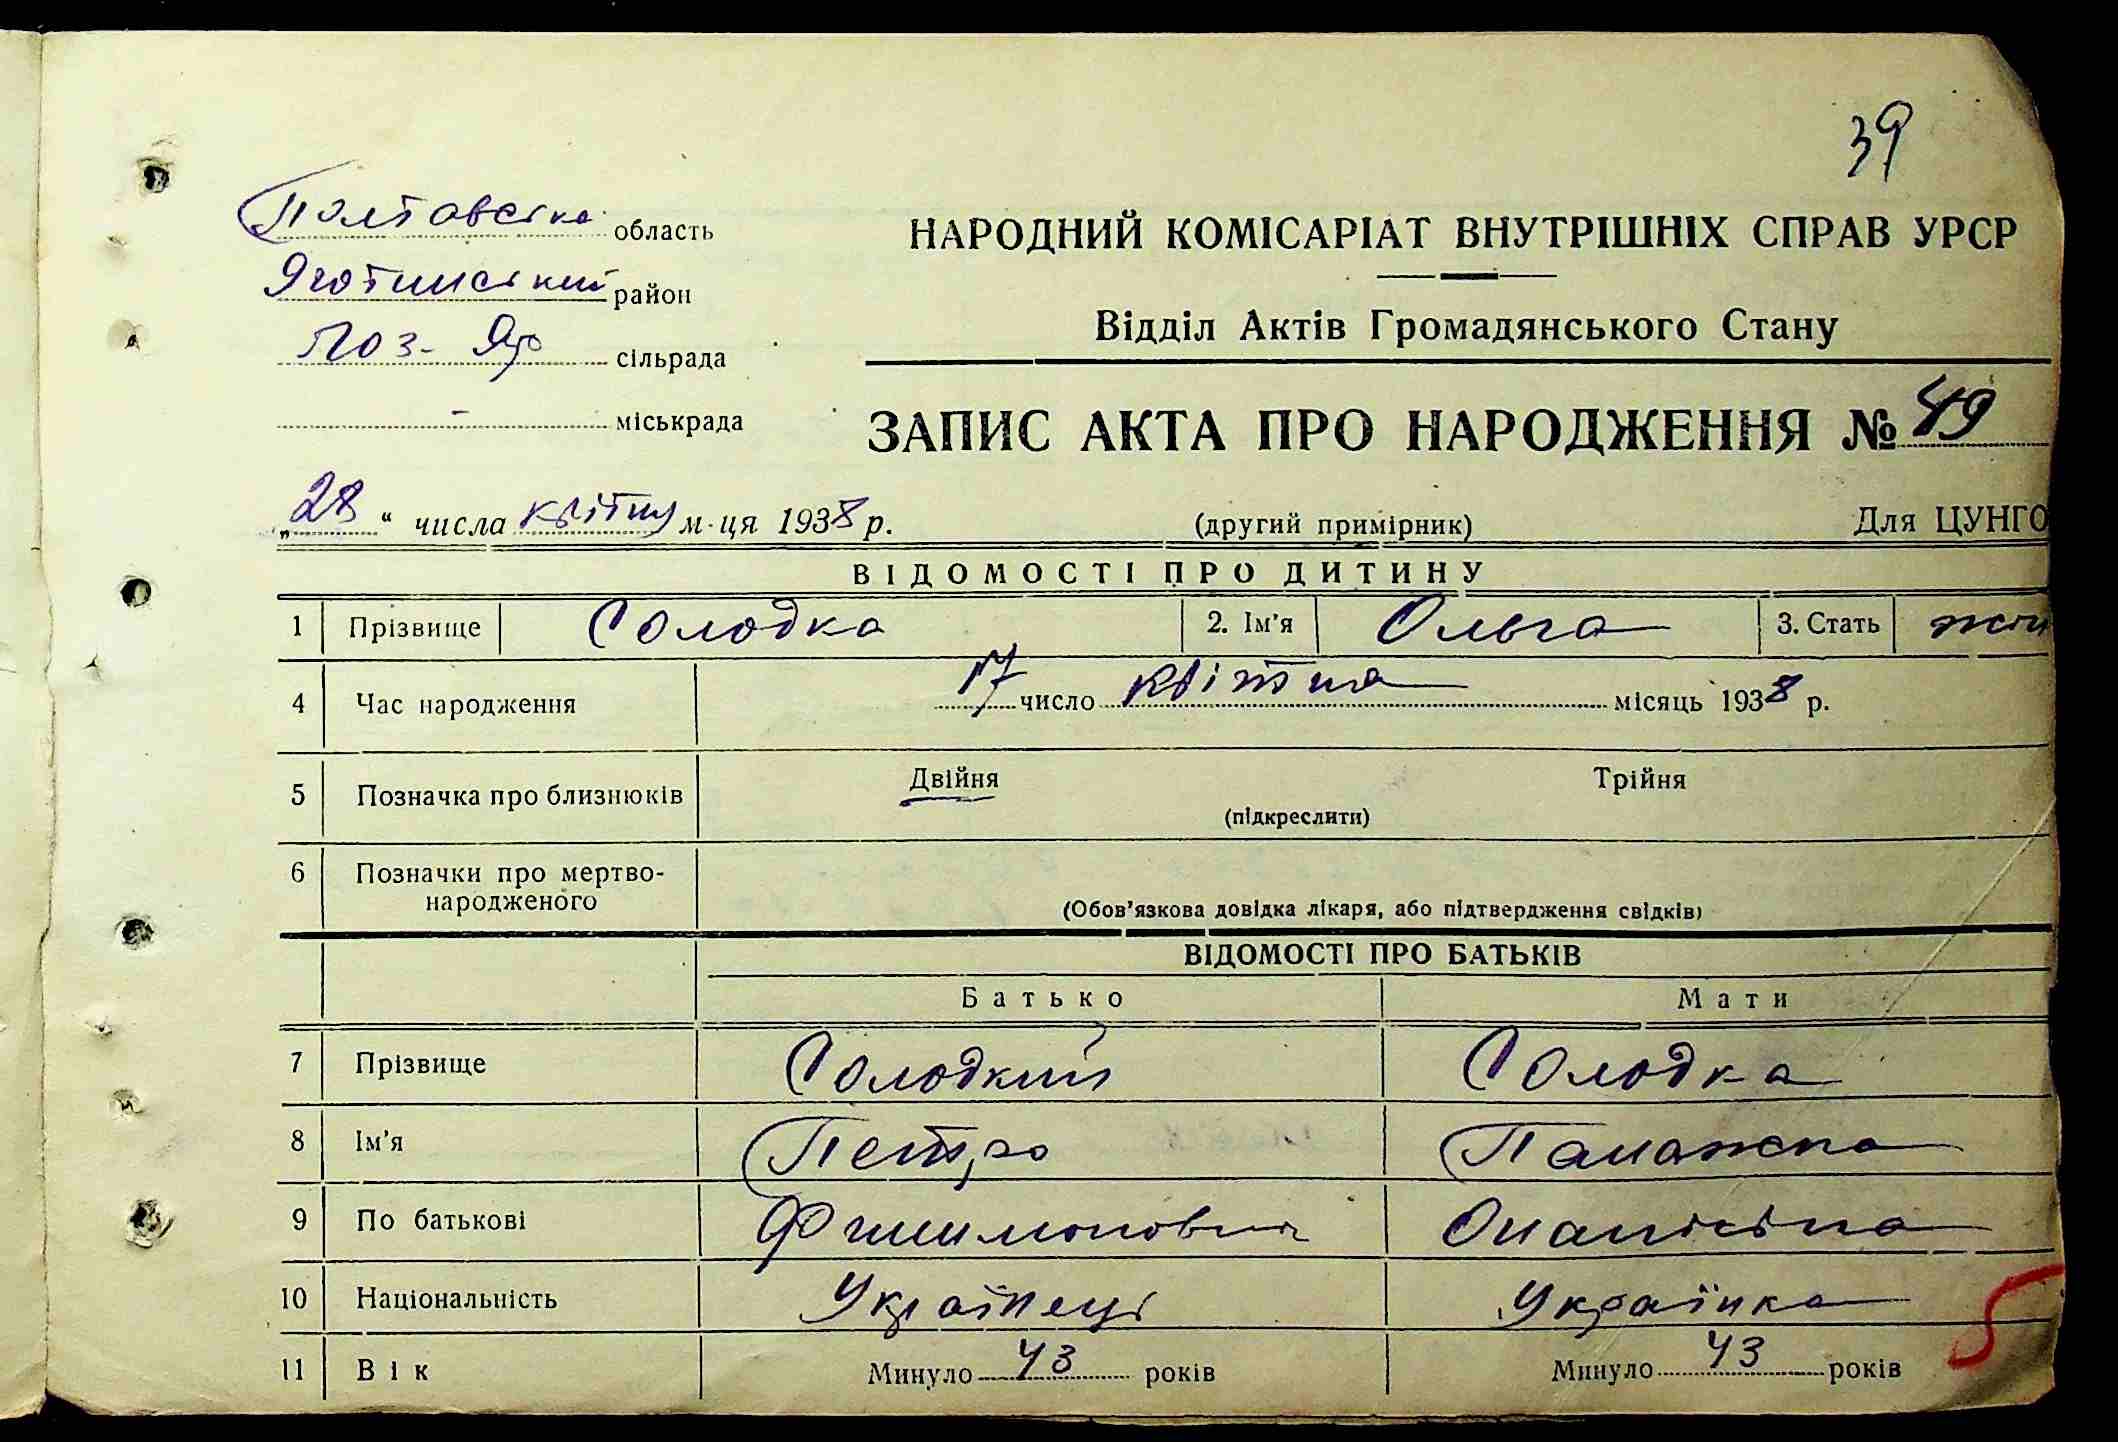 39
Полтавська область
НАРОДНИЙ КОМІСАРІАТ ВНУТРІШНІХ СПРАВ УРСР
Яготинський район
Відділ Актів Громадянського Стану
Лоз- Яр сільрада
міськрада
ЗАПИС АКТА ПРО НАРОДЖЕННЯ № 49
„28“ числа квітня м-ця 1938 р. (другий примірник) Для ЦУНГО
ВІДОМОСТІ ПРО ДИТИНУ
1 Прізвище Солодка 2. Ім’я Ольга 3. Стать жін
4 Час народження 17 число квітня місяць 1938 р.
5 Позначка про близнюків Двійня Трійня
(підкреслити)
6 Позначки про мертво-
народженого
(Обов’язкова довідка лікаря, або підтвердження свідків)
ВІДОМОСТІ ПРО БАТЬКІВ
Батько Мати
7 Прізвище Солодкий Солодка
8 Ім’я Петро
9 По батькові
10 Національність Українець Українка
11 Вік Минуло 43 років Минуло 43 років
5